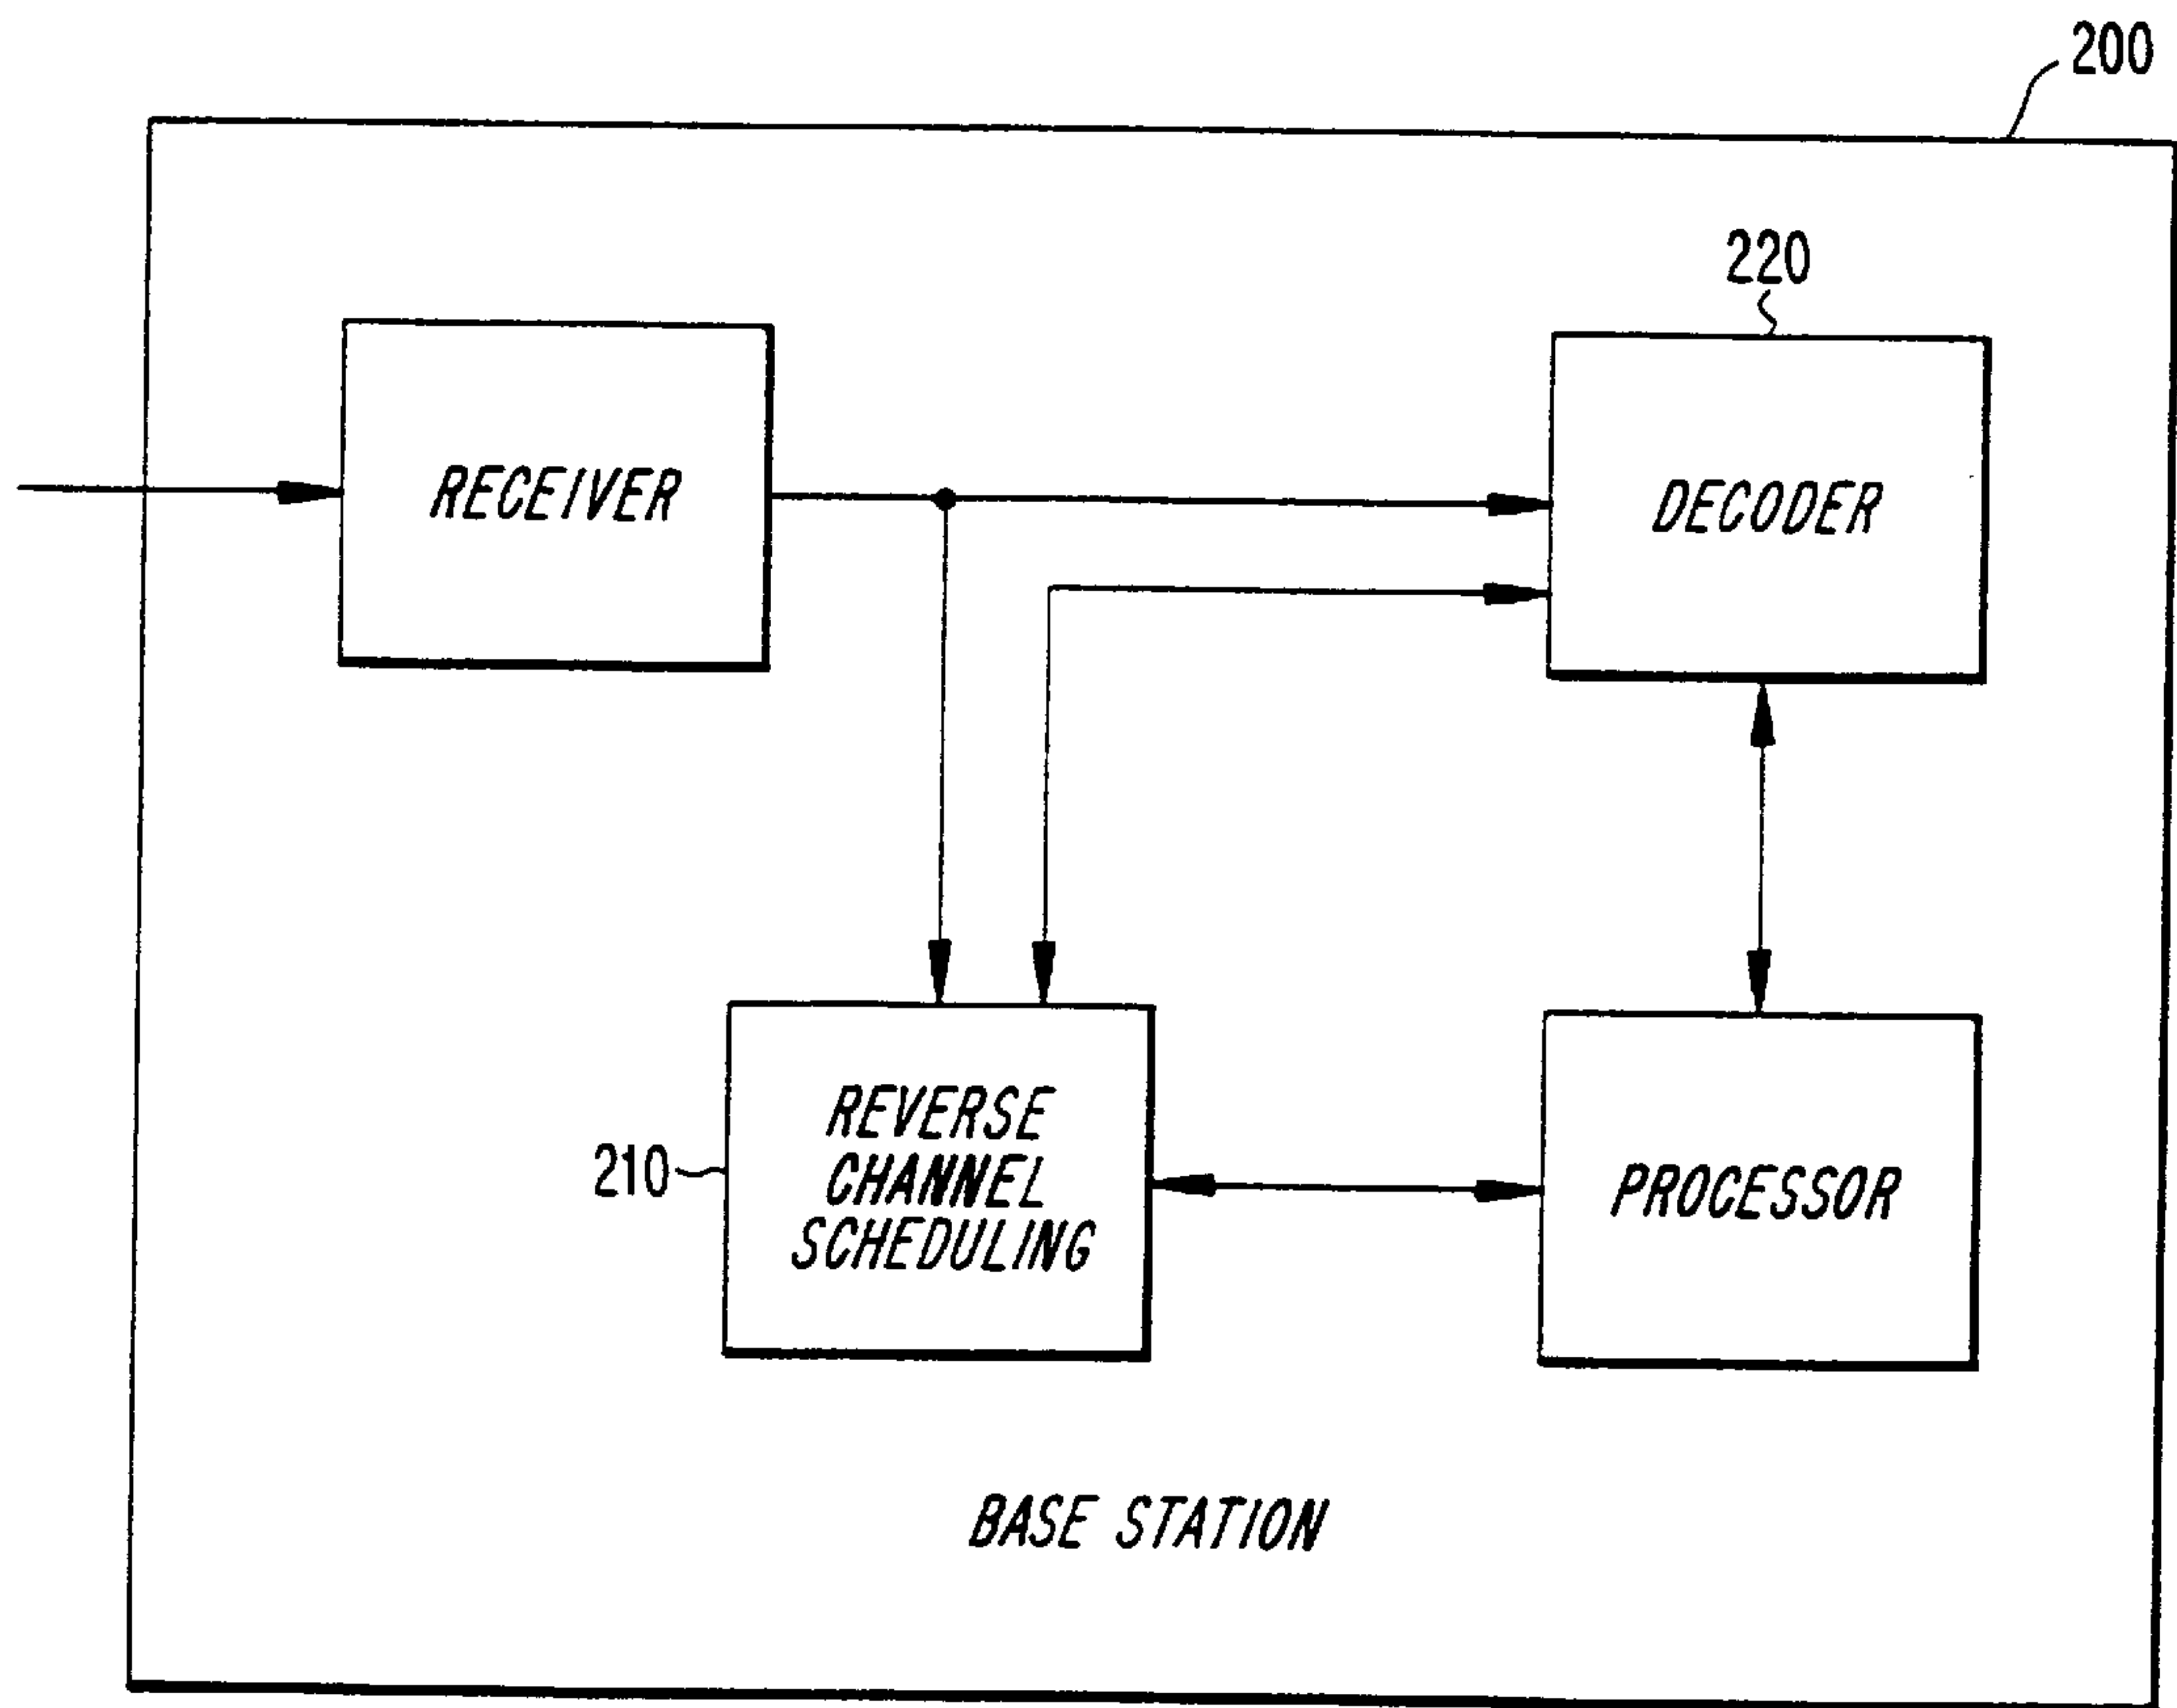 200
220
RECEIVER
DECODER
REVERSE
CHANNEL
SCHEDULING
210
PROCESSOR
BASE STATION